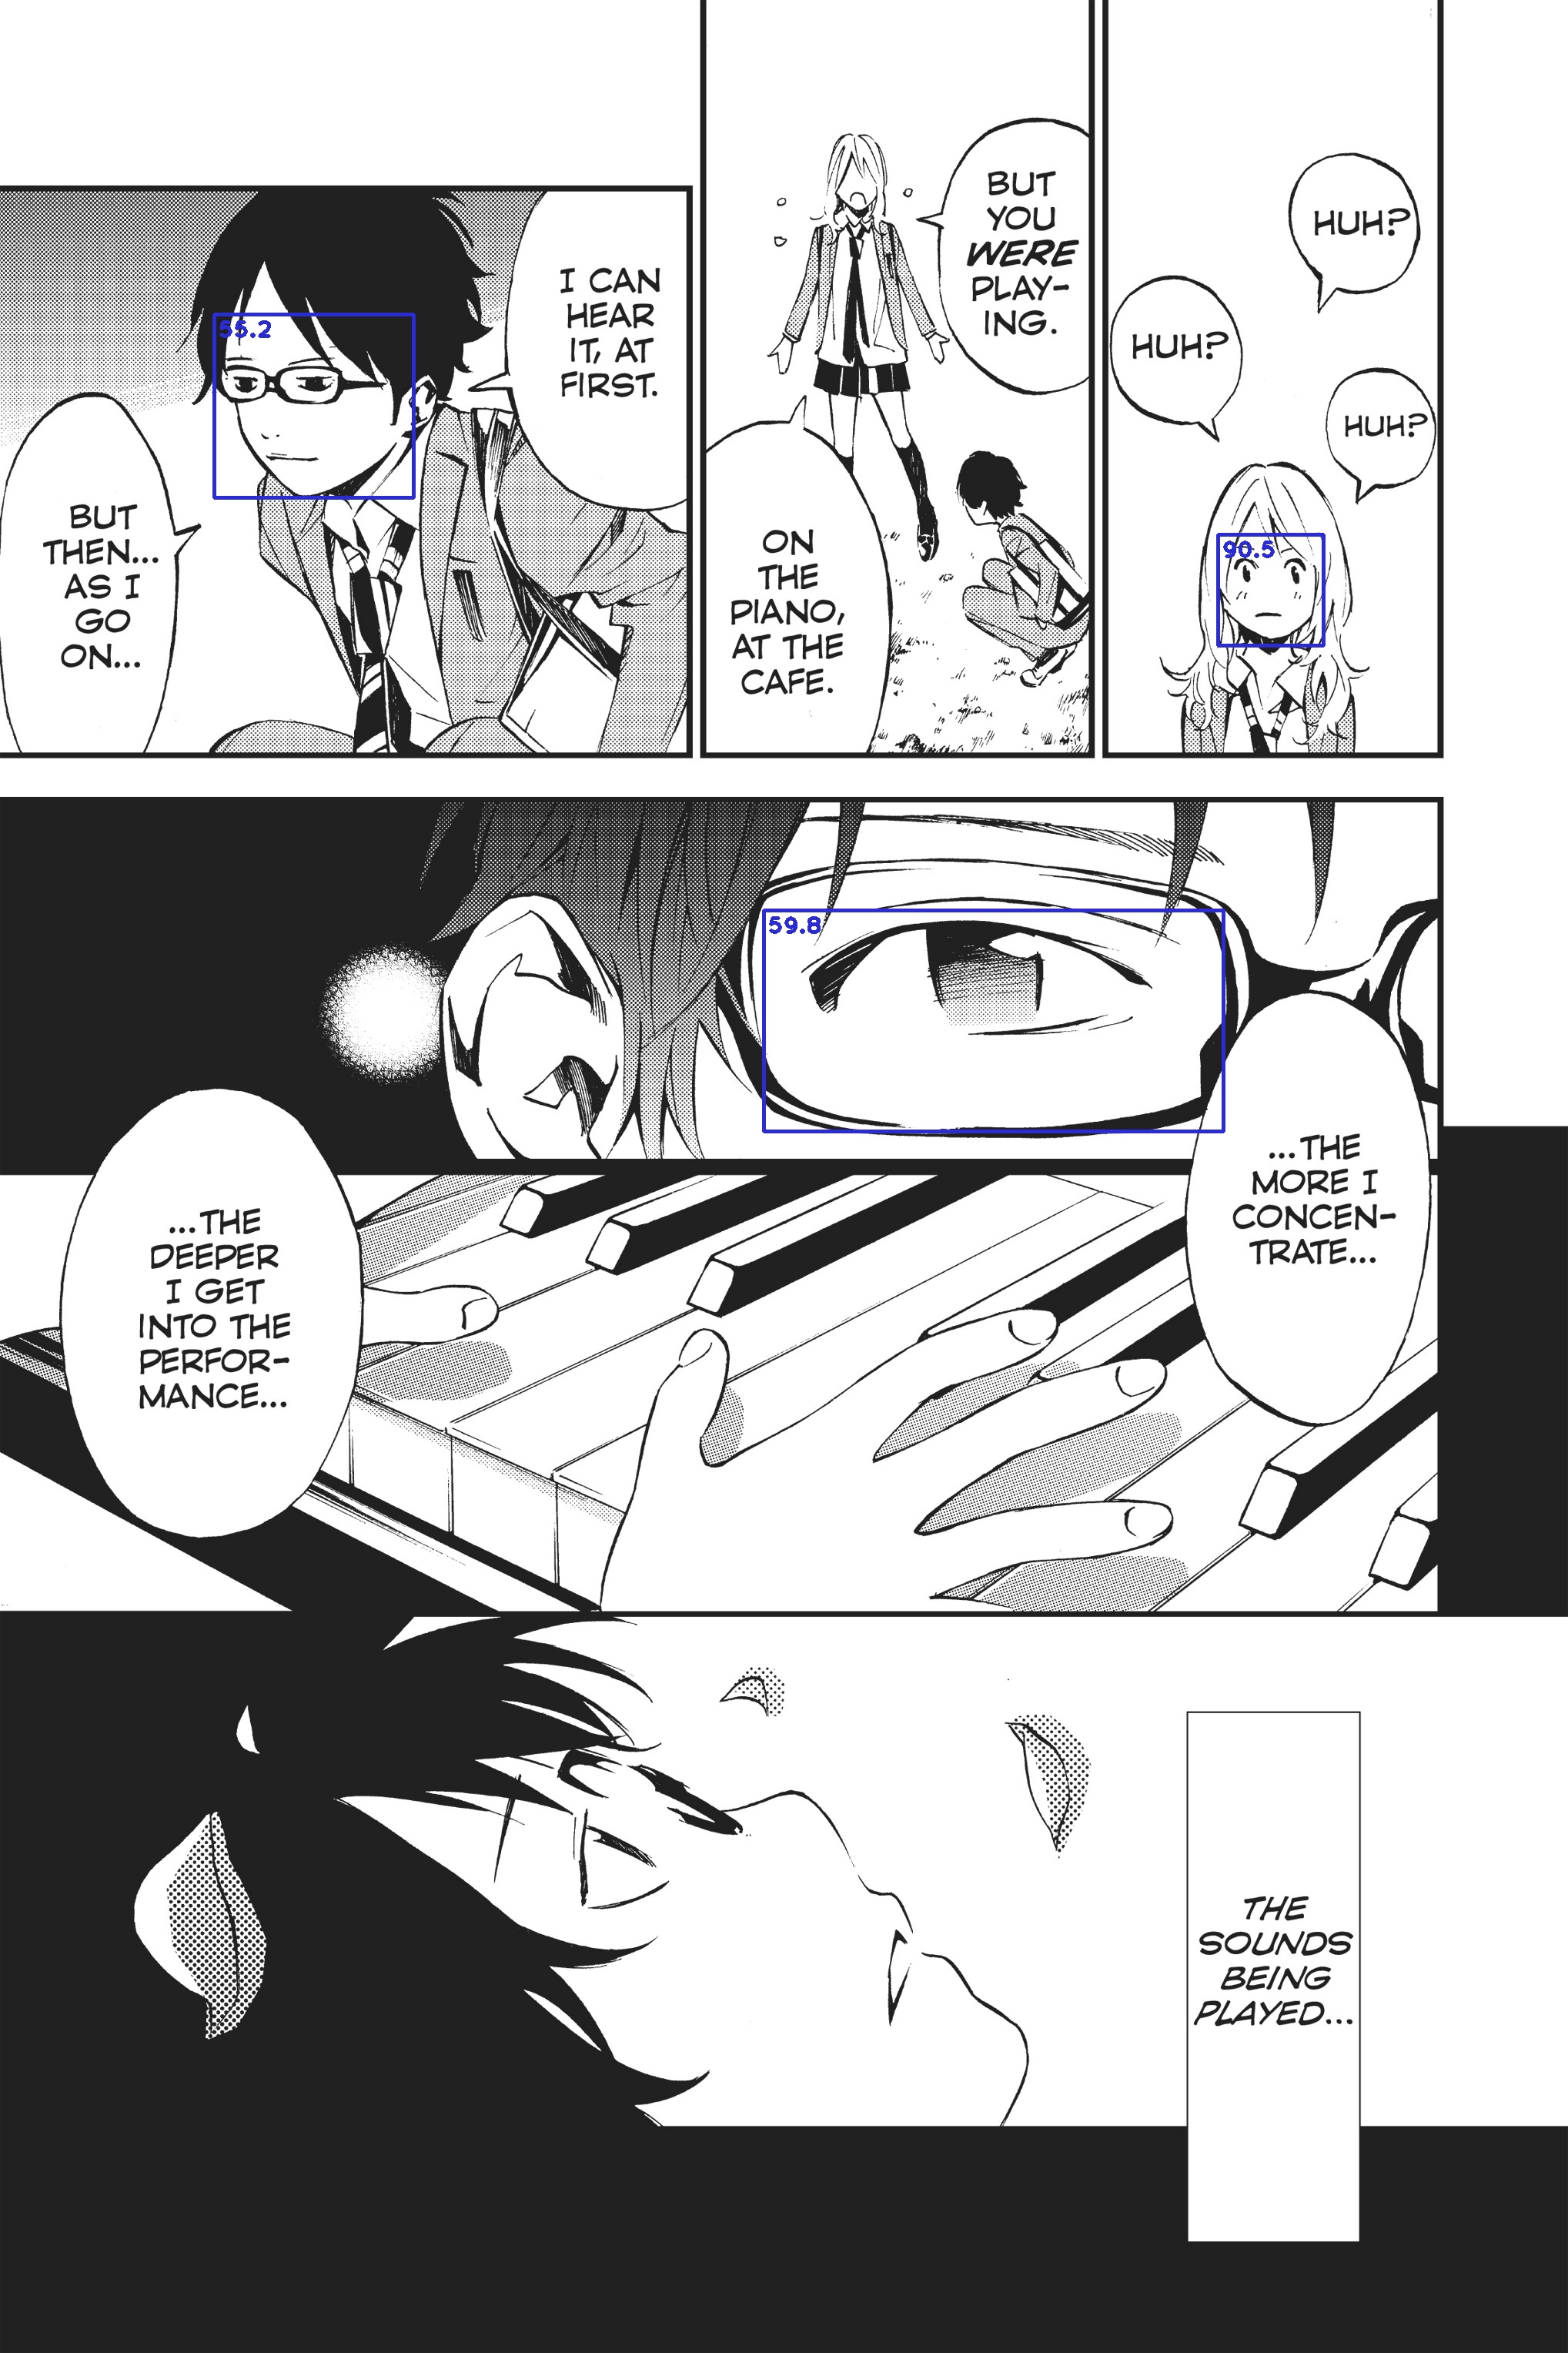 HUH?
HUH?
HUH?
BUT
YOU
WERE
PLAY-
ING.
ON
THE
PIANO,
AT THE
CAFE.
I CAN
HEAR
IT, AT
FIRST.
BUT
THEN...
AS I
GO
ON...
55.2
90.5
59.8
...THE
MORE I
CONCEN-
TRATE...
...THE
DEEPER
I GET
INTO THE
PERFOR-
MANCE...
THE
SOUNDS
BEING
PLAYED...